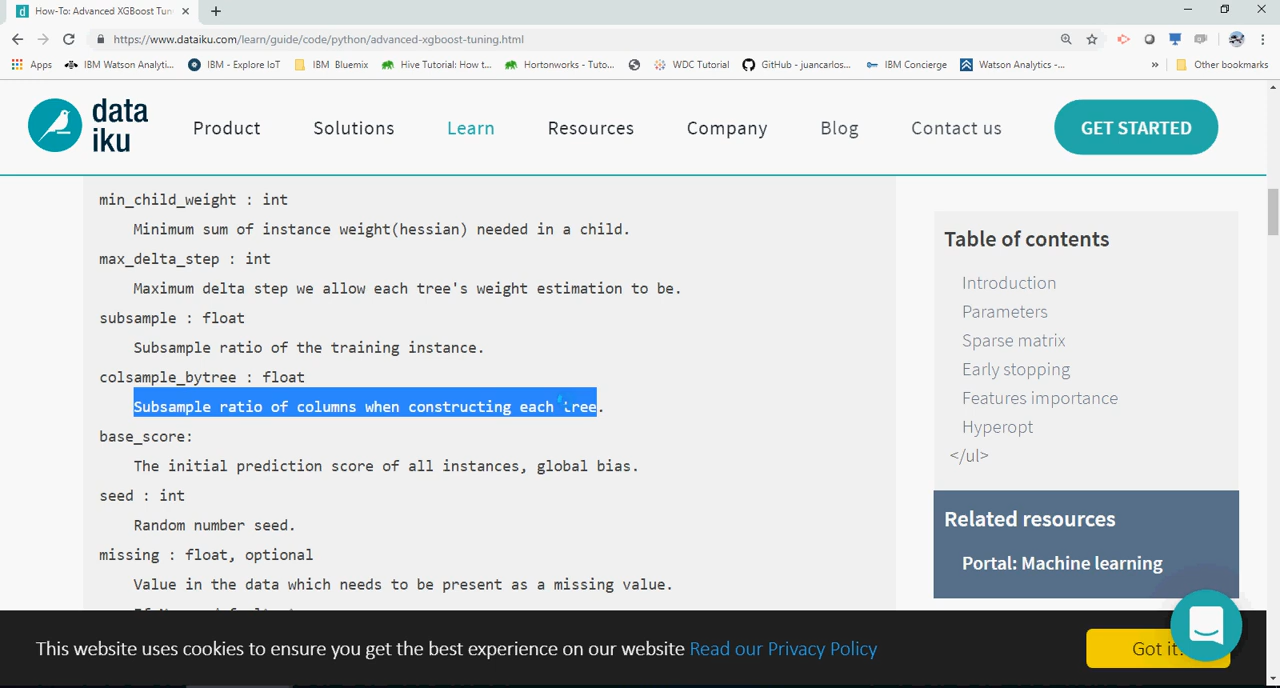 How-To: Advanced XGBoost Tun
https://www.dataiku.com/learn/guide/code/python/advanced-xgboost-tuning.html
Apps IBM Watson Analyti... IBM - Explore IoT IBM Bluemix Hive Tutorial: How t... Hortonworks - Tuto... WDC Tutorial GitHub - juancarlos... IBM Concierge Watson Analytics -... » Other bookmarks
data
iku
Product Solutions Learn Resources Company Blog Contact us GET STARTED
min_child_weight : int
Minimum sum of instance weight(hessian) needed in a child.
max_delta_step : int
Maximum delta step we allow each tree's weight estimation to be.
subsample : float
Subsample ratio of the training instance.
colsample_bytree : float
Subsample ratio of columns when constructing each tree.
base_score:
The initial prediction score of all instances, global bias.
seed : int
Random number seed.
missing : float, optional
Value in the data which needs to be present as a missing value.
Table of contents
Introduction
Parameters
Sparse matrix
Early stopping
Features importance
Hyperopt
</ul>
Related resources
Portal: Machine learning
This website uses cookies to ensure you get the best experience on our website Read our Privacy Policy
Got it!